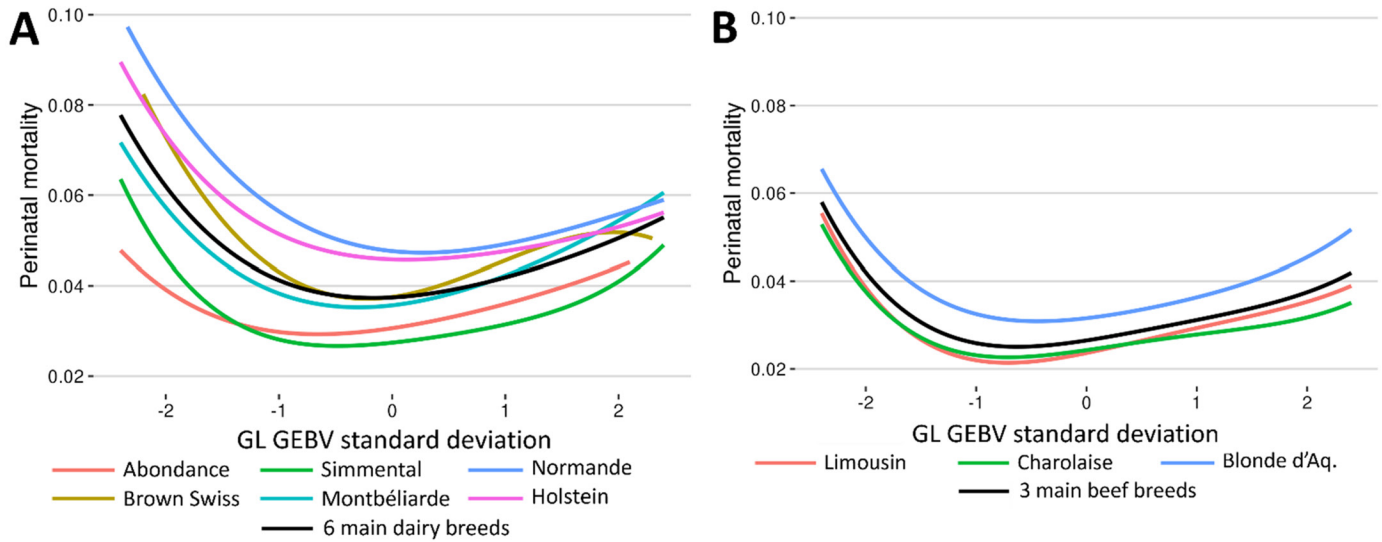 A
Perinatal mortality
0.10
0.08
0.06
0.04
0.02
-2 -1 0 1 2
GL GEBV standard deviation
Abondance Simmental Normande
Brown Swiss Montbéliarde Holstein
6 main dairy breeds
B
Perinatal mortality
0.10
0.08
0.06
0.04
0.02
-2 -1 0 1 2
GL GEBV standard deviation
Limousin Charolaise Blonde d'Aq.
3 main beef breeds